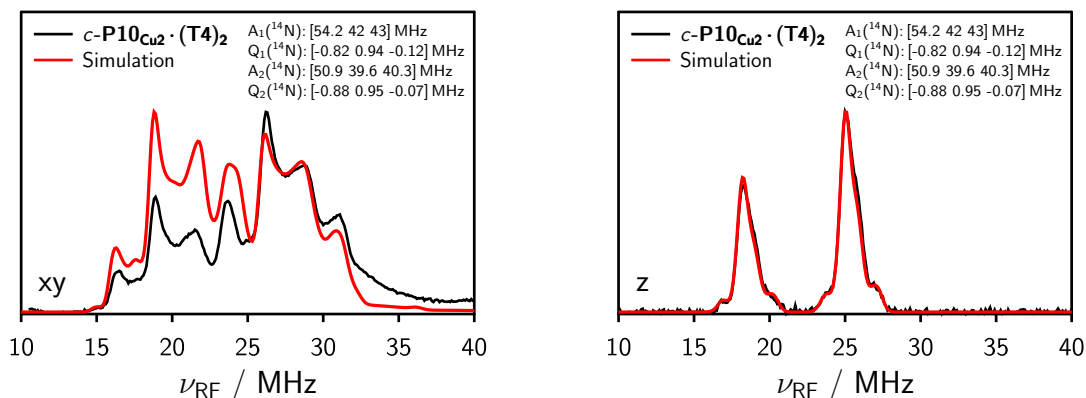 c-P10Cu2 · (T4)2
Simulation
A1(14N): [54.2 42 43] MHz
Q1(14N): [-0.82 0.94 -0.12] MHz
A2(14N): [50.9 39.6 40.3] MHz
Q2(14N): [-0.88 0.95 -0.07] MHz
xy
10 15 20 25 30 35 40
νRF / MHz
c-P10Cu2 · (T4)2
Simulation
A1(14N): [54.2 42 43] MHz
Q1(14N): [-0.82 0.94 -0.12] MHz
A2(14N): [50.9 39.6 40.3] MHz
Q2(14N): [-0.88 0.95 -0.07] MHz
z
10 15 20 25 30 35 40
νRF / MHz